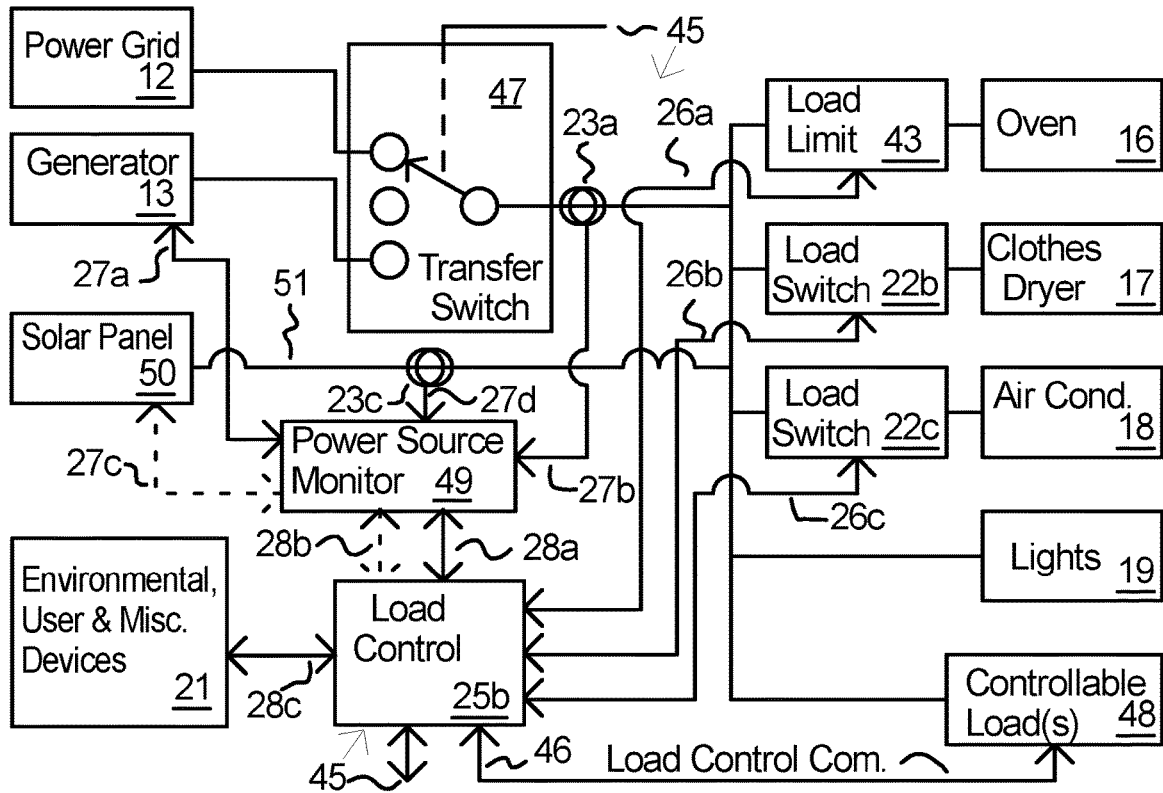 Power Grid
12
Generator
13
27a
51
Solar Panel
50
27c
47
Transfer
Switch
45
23a
26a
Load
Limit 43
Oven
16
Load
Switch 22b
Clothes
Dryer 17
26b
Load
Switch 22c
Air Cond.
18
26c
23c
27d
Power Source
Monitor 49
27b
28b
28a
Environmental,
User & Misc.
Devices
21
28c
Load
Control
25b
Lights
19
Controllable
Load(s) 48
45
46
Load Control Com.